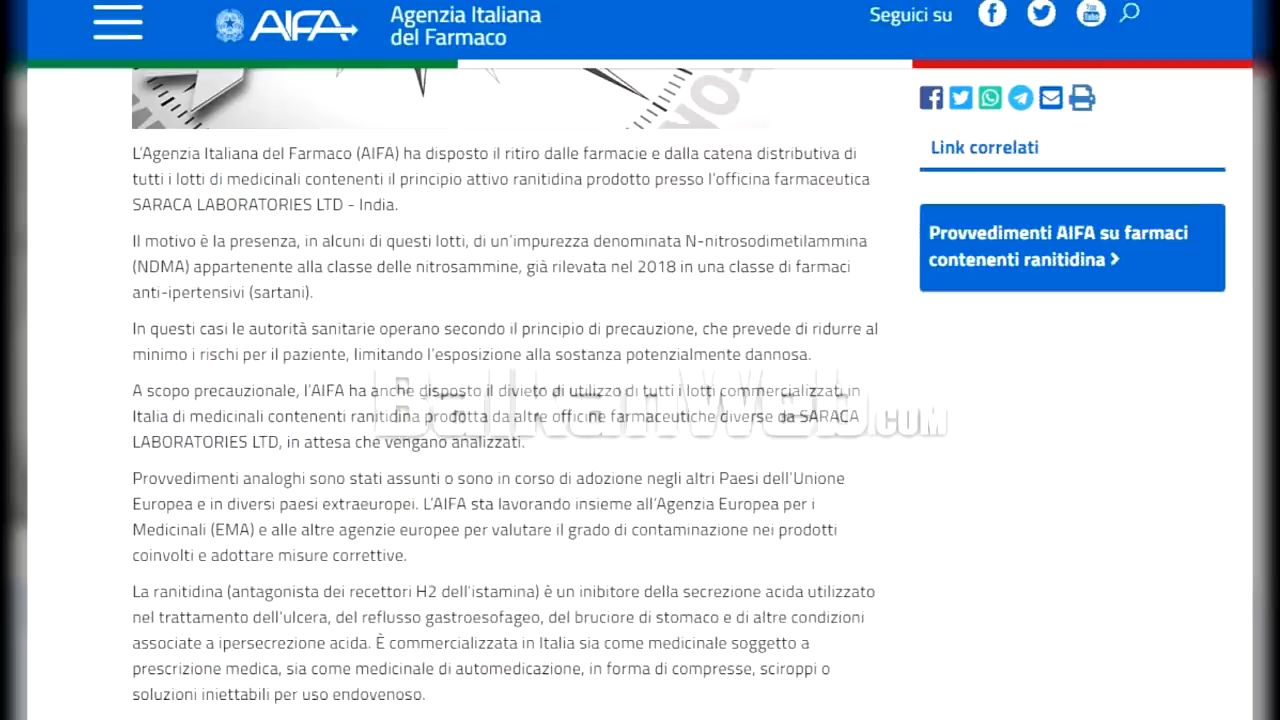 AIFA
Agenzia Italiana
del Farmaco
Seguici su
You
Tube
NOS
L'Agenzia Italiana del Farmaco (AIFA) ha disposto il ritiro dalle farmacie e dalla catena distributiva di
tutti i lotti di medicinali contenenti il principio attivo ranitidina prodotto presso l'officina farmaceutica
SARACA LABORATORIES LTD - India.
Il motivo è la presenza, in alcuni di questi lotti, di un'impurezza denominata N-nitrosodimetilammina
(NDMA) appartenente alla classe delle nitrosammine, già rilevata nel 2018 in una classe di farmaci
anti-ipertensivi (sartani).
In questi casi le autorità sanitarie operano secondo il principio di precauzione, che prevede di ridurre al
minimo i rischi per il paziente, limitando l'esposizione alla sostanza potenzialmente dannosa.
A scopo precauzionale, l'AIFA ha anche disposto il divieto di utilizzo di tutti i lotti commercializzati in
Italia di medicinali contenenti ranitidina prodotta da altre officine farmaceutiche diverse da SARACA
LABORATORIES LTD, in attesa che vengano analizzati.
BalkanWeb.COM
Provvedimenti analoghi sono stati assunti o sono in corso di adozione negli altri Paesi dell'Unione
Europea e in diversi paesi extraeuropei. L'AIFA sta lavorando insieme all'Agenzia Europea per i
Medicinali (EMA) e alle altre agenzie europee per valutare il grado di contaminazione nei prodotti
coinvolti e adottare misure correttive.
La ranitidina (antagonista dei recettori H2 dell'istamina) è un inibitore della secrezione acida utilizzato
nel trattamento dell'ulcera, del reflusso gastroesofageo, del bruciore di stomaco e di altre condizioni
associate a ipersecrezione acida. È commercializzata in Italia sia come medicinale soggetto a
prescrizione medica, sia come medicinale di automedicazione, in forma di compresse, sciroppi o
soluzioni iniettabili per uso endovenoso.
Link correlati
Provvedimenti AIFA su farmaci
contenenti ranitidina